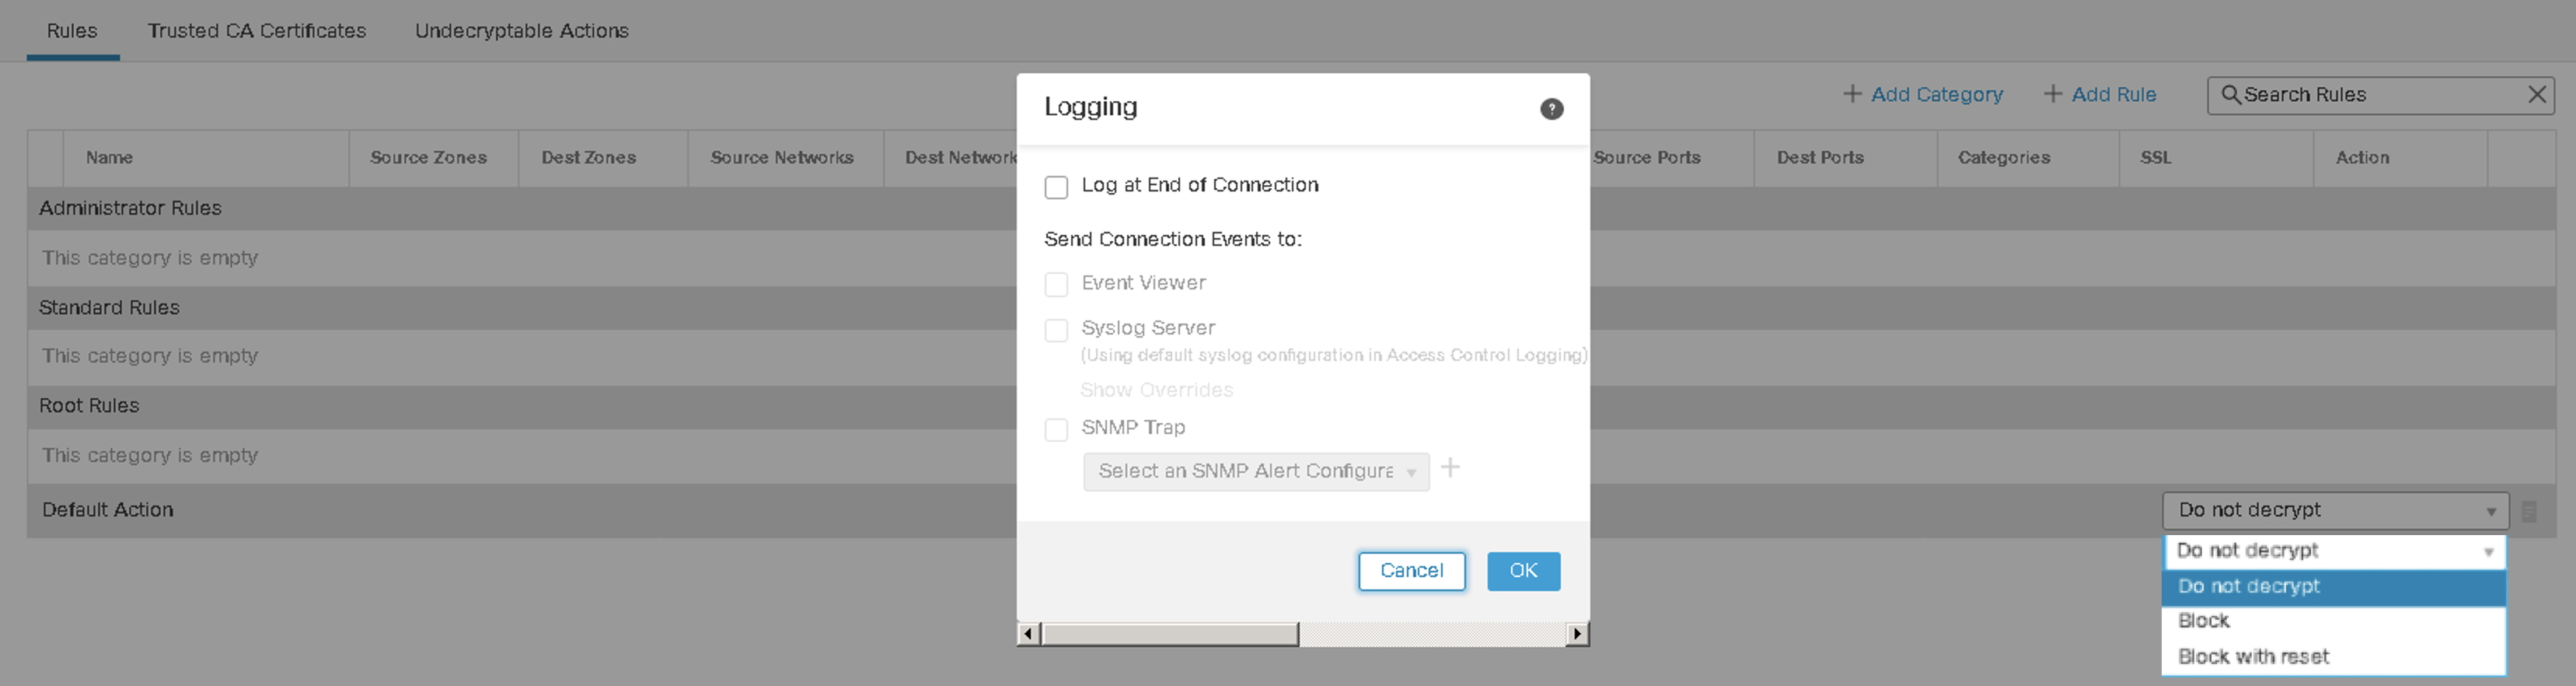 Rules Trusted CA Certificates Undecryptable Actions
+ Add Category + Add Rule Search Rules
Name Source Zones Dest Zones Source Networks Dest Network Source Ports Dest Ports Categories SSL Action
Administrator Rules
This category is empty
Standard Rules
This category is empty
Root Rules
This category is empty
Default Action Do not decrypt
Do not decrypt
Do not decrypt
Block
Block with reset
Logging ?
Log at End of Connection
Send Connection Events to:
Event Viewer
Syslog Server
(Using default syslog configuration in Access Control Logging)
Show Overrides
SNMP Trap
Select an SNMP Alert Configura +
Cancel OK